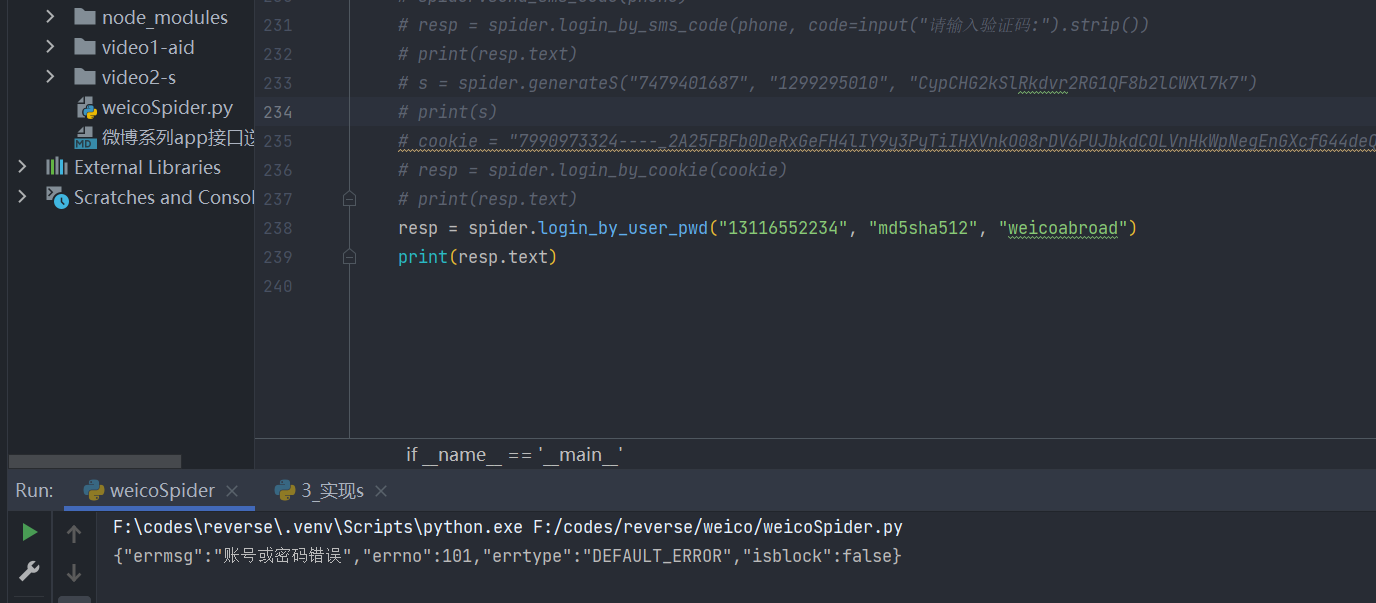 node_modules
video1-aid
video2-s
weicoSpider.py
微博系列app接口
External Libraries
Scratches and Consol
231 # resp = spider.login_by_sms_code(phone, code=input("请输入验证码:").strip())
232 # print(resp.text)
233 # s = spider.generateS("7479401687", "1299295010", "CypCHG2kSlRkdvr2RG1QF8b2lCWXl7k7")
234 # print(s)
235 # cookie = "7990973324----_2A25FBFb0DeRxGeFH4lIY9y3PyTiIHXVnkO08rDV6PUJbkdCOLVnHkWpNegEnGXcfG44deC
236 # resp = spider.login_by_cookie(cookie)
237 # print(resp.text)
238 resp = spider.login_by_user_pwd("13116552234", "md5sha512", "weicoabroad")
239 print(resp.text)
240
if __name__ == '__main__'
Run: weicoSpider 3_实现s
F:\codes\reverse\.venv\Scripts\python.exe F:/codes/reverse/weico/weicoSpider.py
{"errmsg":"账号或密码错误","errno":101,"errtype":"DEFAULT_ERROR","isblock":false}